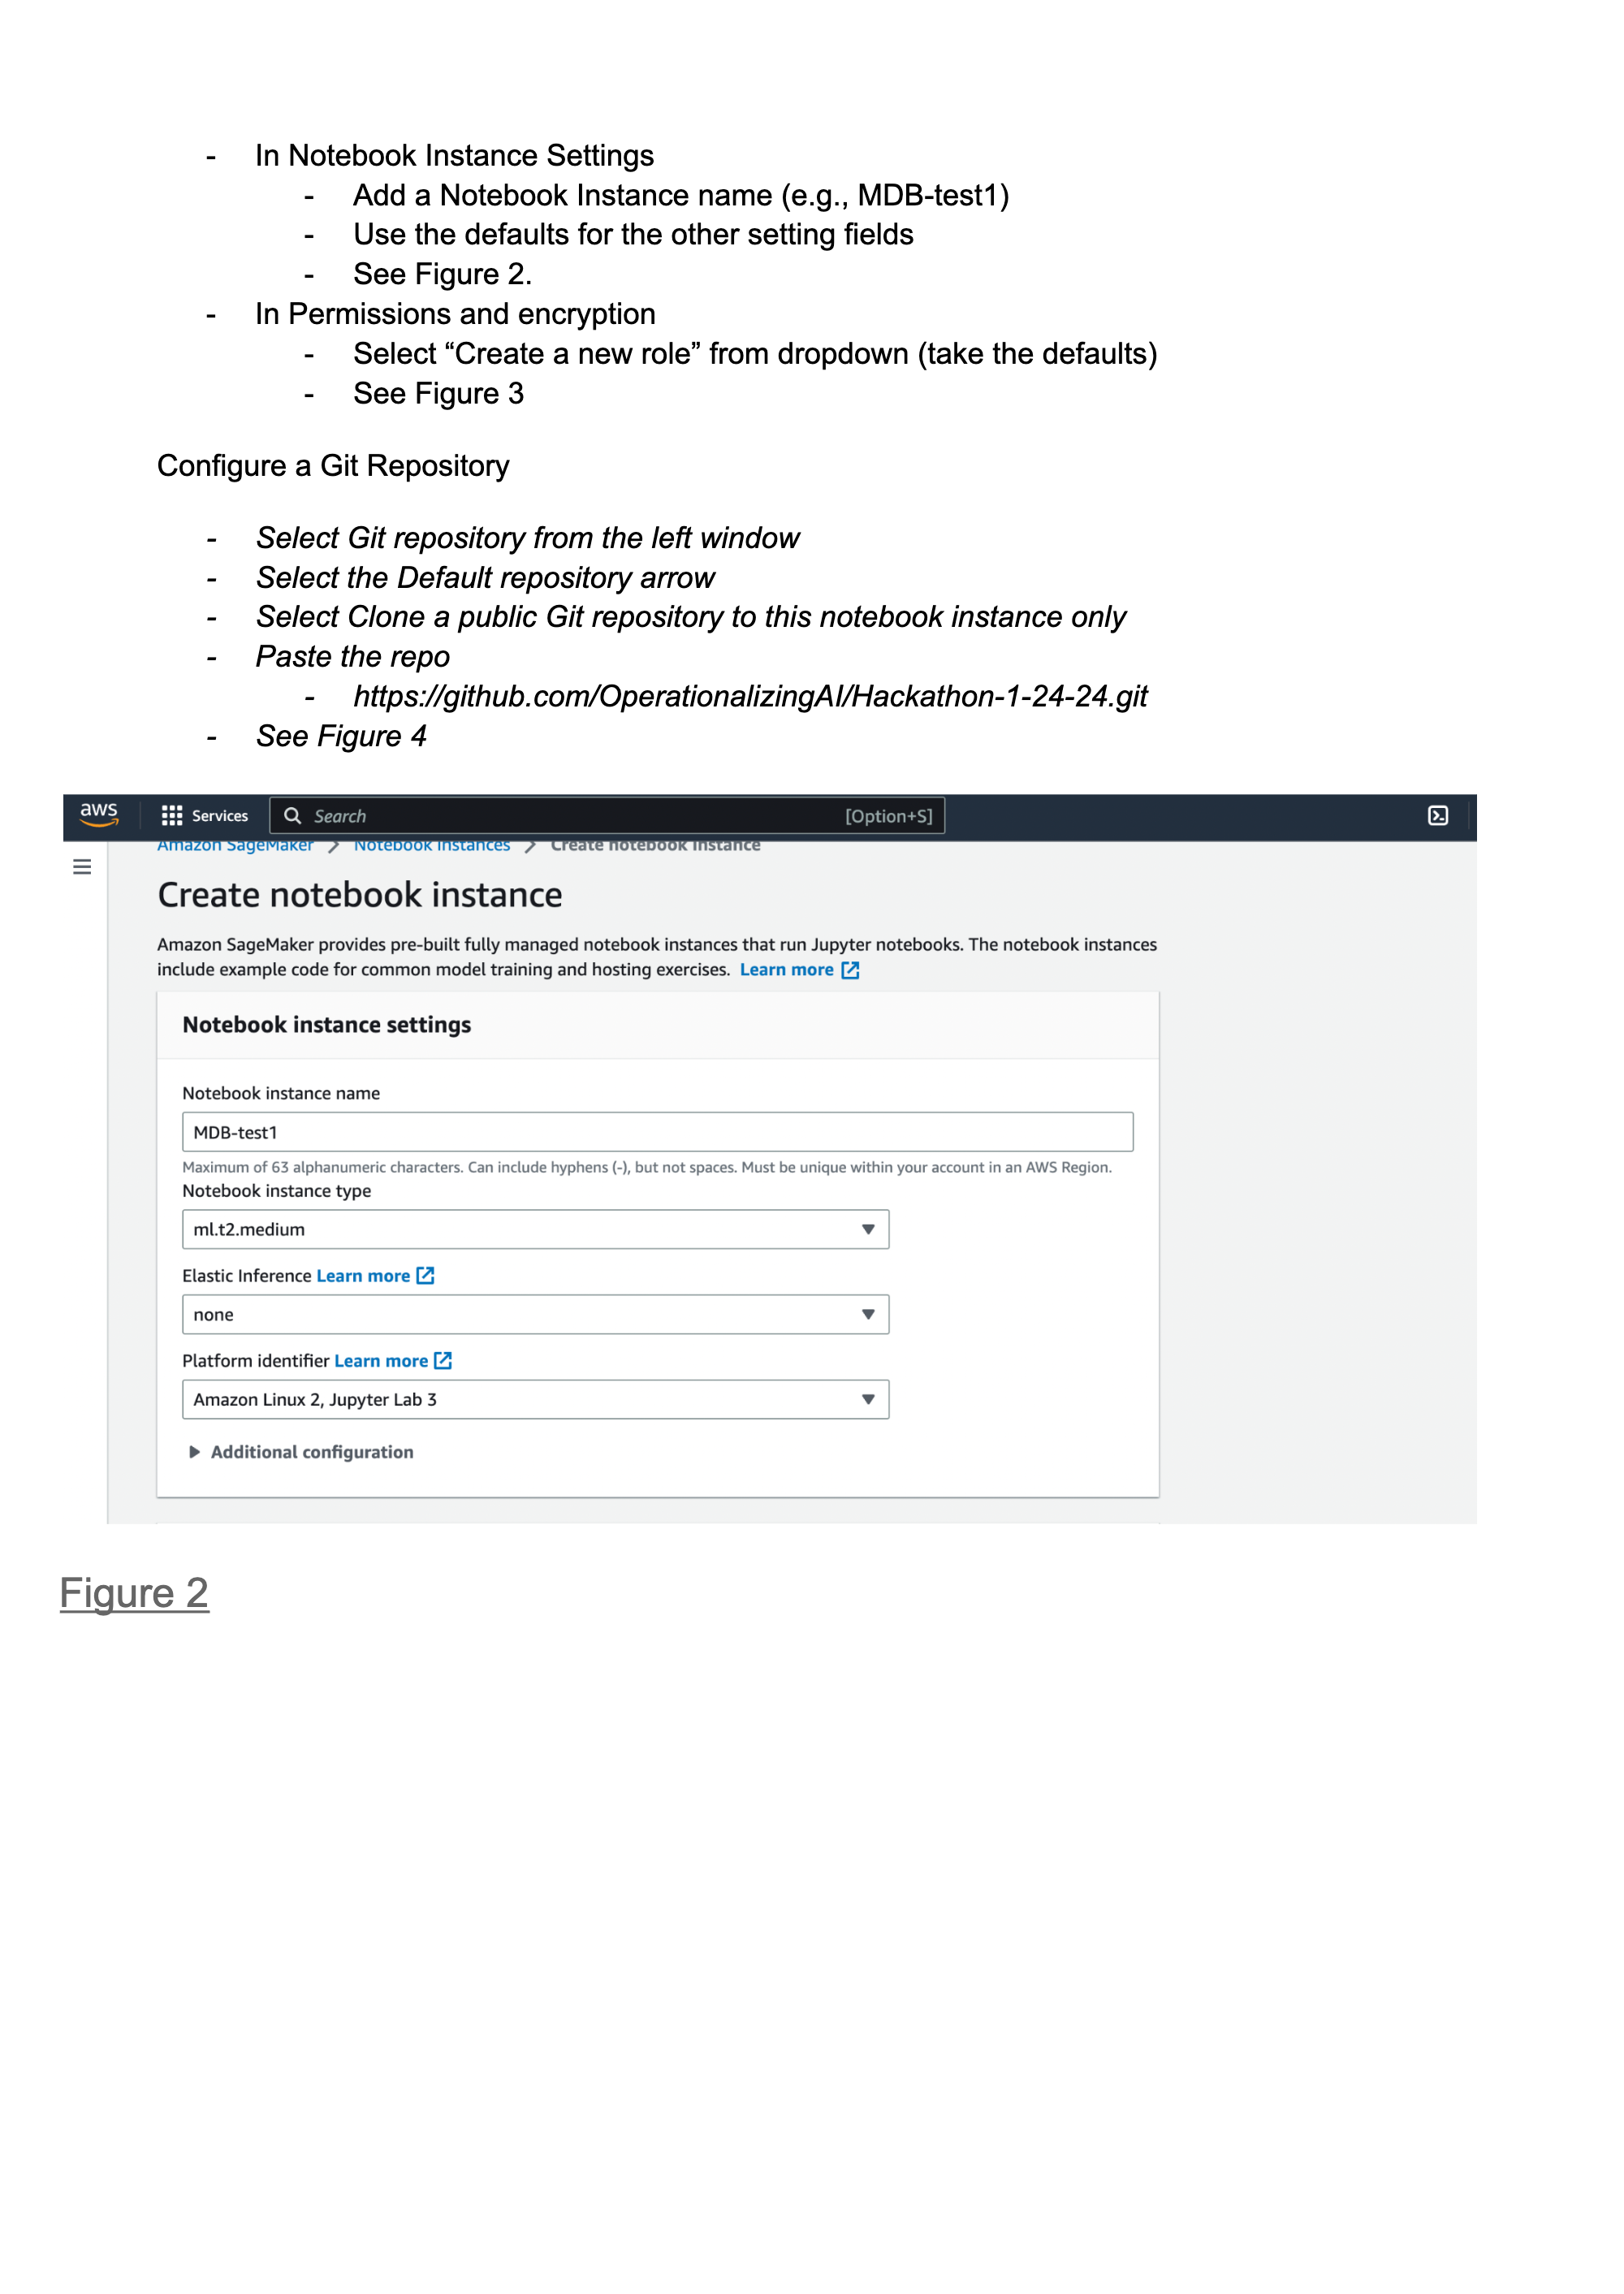 - In Notebook Instance Settings
- Add a Notebook Instance name (e.g., MDB-test1)
- Use the defaults for the other setting fields
- See Figure 2.
- In Permissions and encryption
- Select “Create a new role” from dropdown (take the defaults)
- See Figure 3
Configure a Git Repository
- Select Git repository from the left window
- Select the Default repository arrow
- Select Clone a public Git repository to this notebook instance only
- Paste the repo
- https://github.com/OperationalizingAI/Hackathon-1-24-24.git
- See Figure 4
aws Services Search [Option+S]
Amazon SageMaker > Notebook instances > Create notebook instance
Create notebook instance
Amazon SageMaker provides pre-built fully managed notebook instances that run Jupyter notebooks. The notebook instances
include example code for common model training and hosting exercises. Learn more
Notebook instance settings
Notebook instance name
MDB-test1
Maximum of 63 alphanumeric characters. Can include hyphens (-), but not spaces. Must be unique within your account in an AWS Region.
Notebook instance type
ml.t2.medium
Elastic Inference Learn more
none
Platform identifier Learn more
Amazon Linux 2, Jupyter Lab 3
Additional configuration
Figure 2